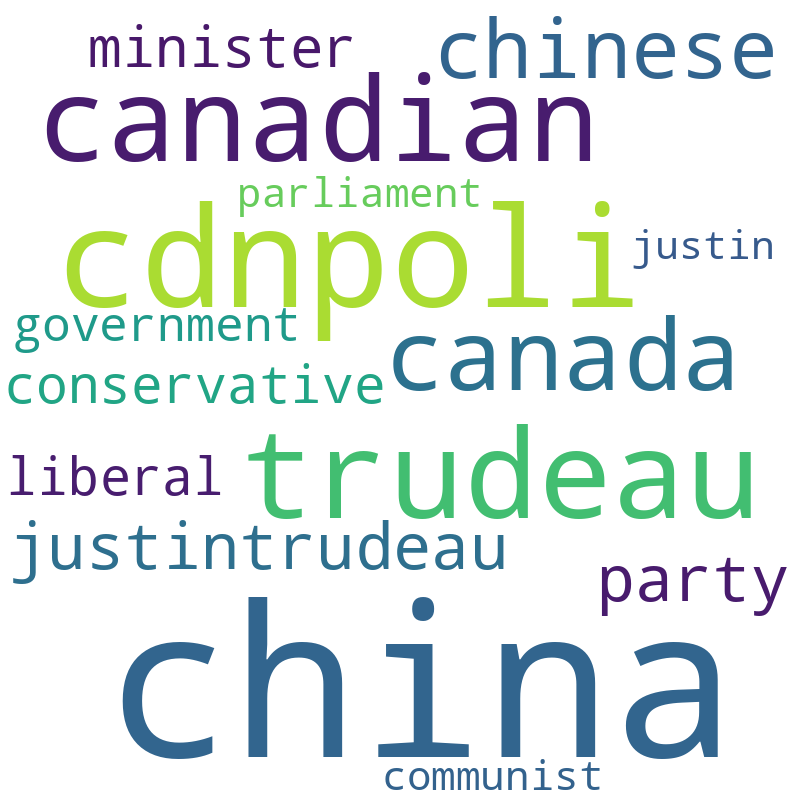 minister
chinese
canadian
parliament
cdnpoli
justin
government
canada
conservative
trudeau
liberal
justintrudeau
party
china
communist